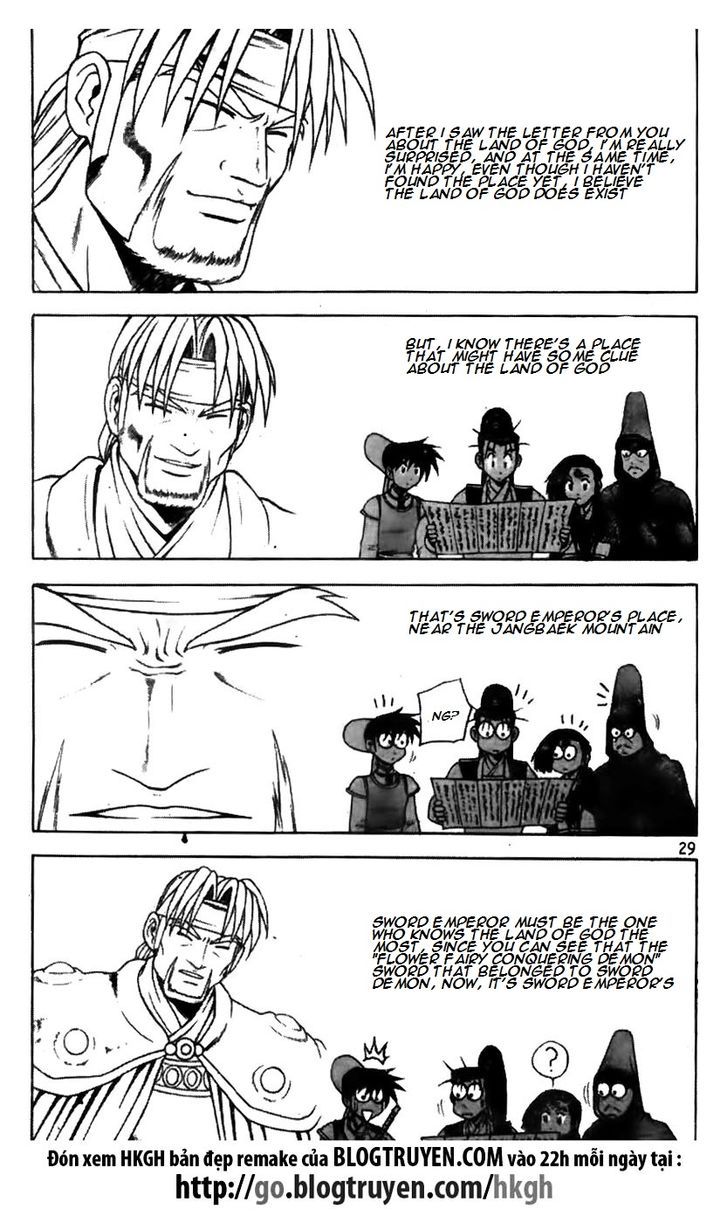 AFTER I SAW THE LETTER FROM YOU
ABOUT THE LAND OF GOD, I'M REALLY
SURPRISED, AND AT THE SAME TIME,
I'M HAPPY, EVEN THOUGH I HAVEN'T
FOUND THE PLACE YET, I BELIEVE
THE LAND OF GOD DOES EXIST
BUT, I KNOW THERE'S A PLACE
THAT MIGHT HAVE SOME CLUE
ABOUT THE LAND OF GOD
THAT'S SWORD EMPEROR'S PLACE,
NEAR THE JANGBAEK MOUNTAIN
NG?
29
SWORD EMPEROR MUST BE THE ONE
WHO KNOWS THE LAND OF GOD THE
MOST, SINCE YOU CAN SEE THAT THE
"FLOWER FAIRY CONQUERING DEMON"
SWORD THAT BELONGED TO SWORD
DEMON, NOW, IT'S SWORD EMPEROR'S
?
Đón xem HKGH bản đẹp remake của BLOGTRUYEN.COM vào 22h mỗi ngày tại :
http://go.blogtruyen.com/hkgh